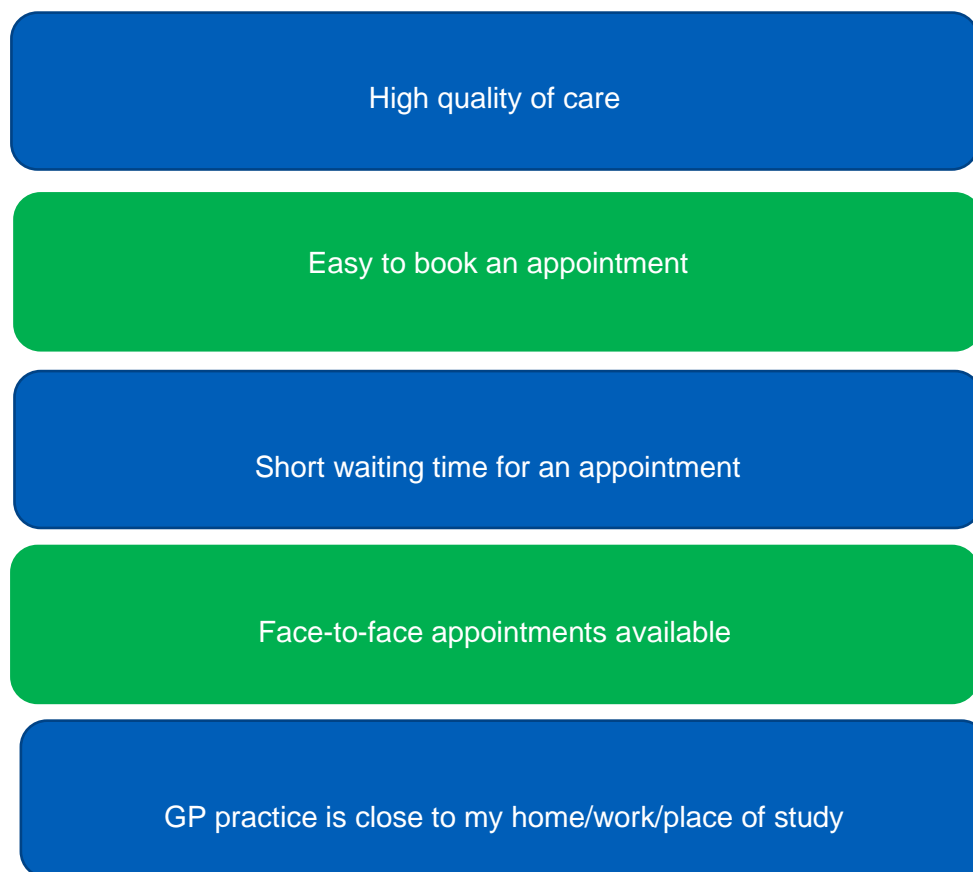 High quality of care
Easy to book an appointment
Short waiting time for an appointment
Face-to-face appointments available
GP practice is close to my home/work/place of study